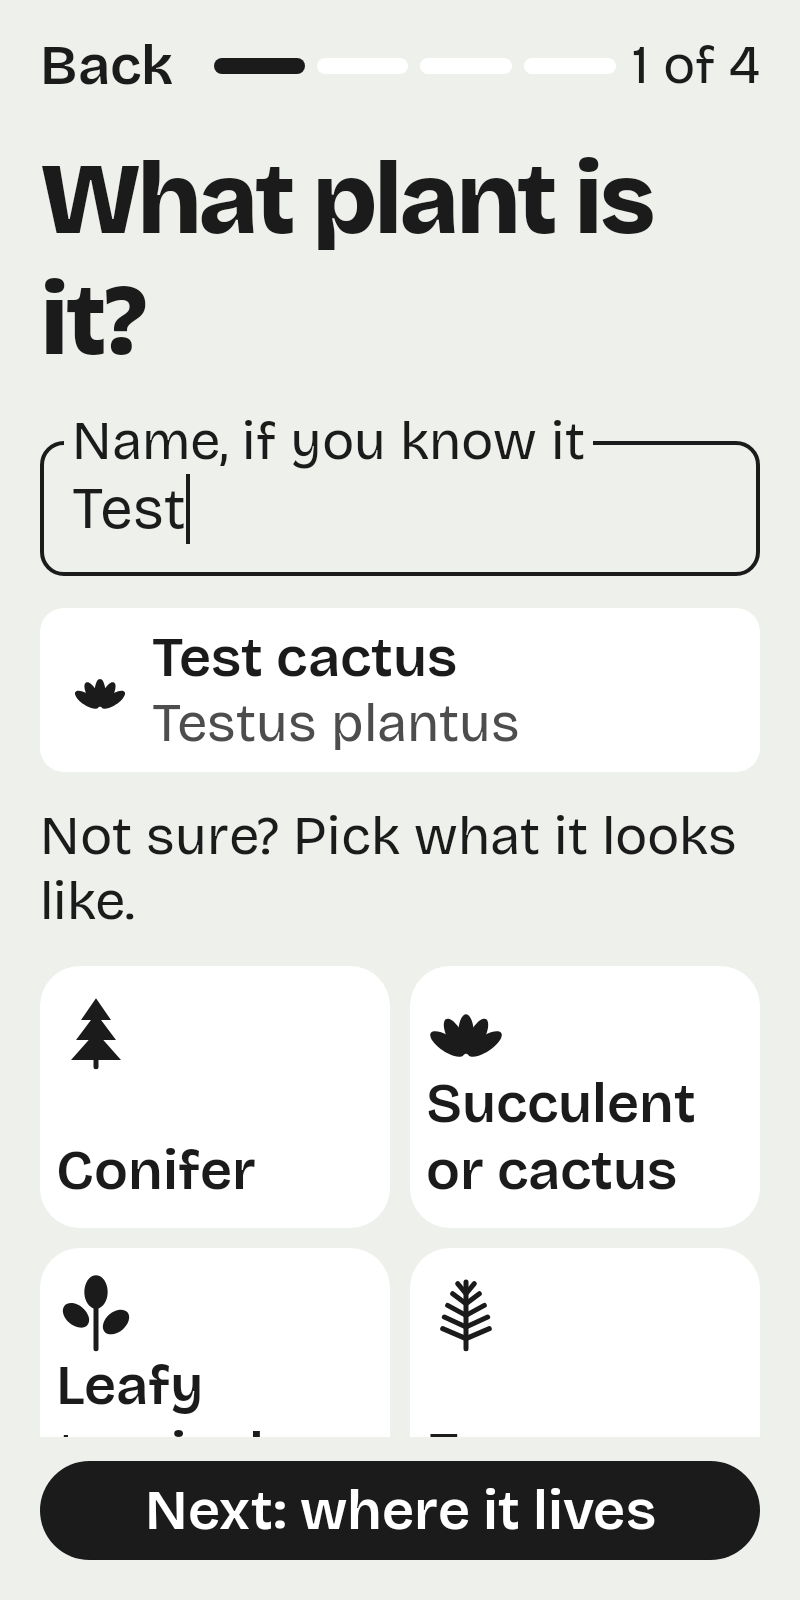 Back
1 of 4
What plant is
it?
Name, if you know it
Test
Test cactus
Testus plantus
Not sure? Pick what it looks
like.
Conifer
Succulent
or cactus
Leafy
Next: where it lives